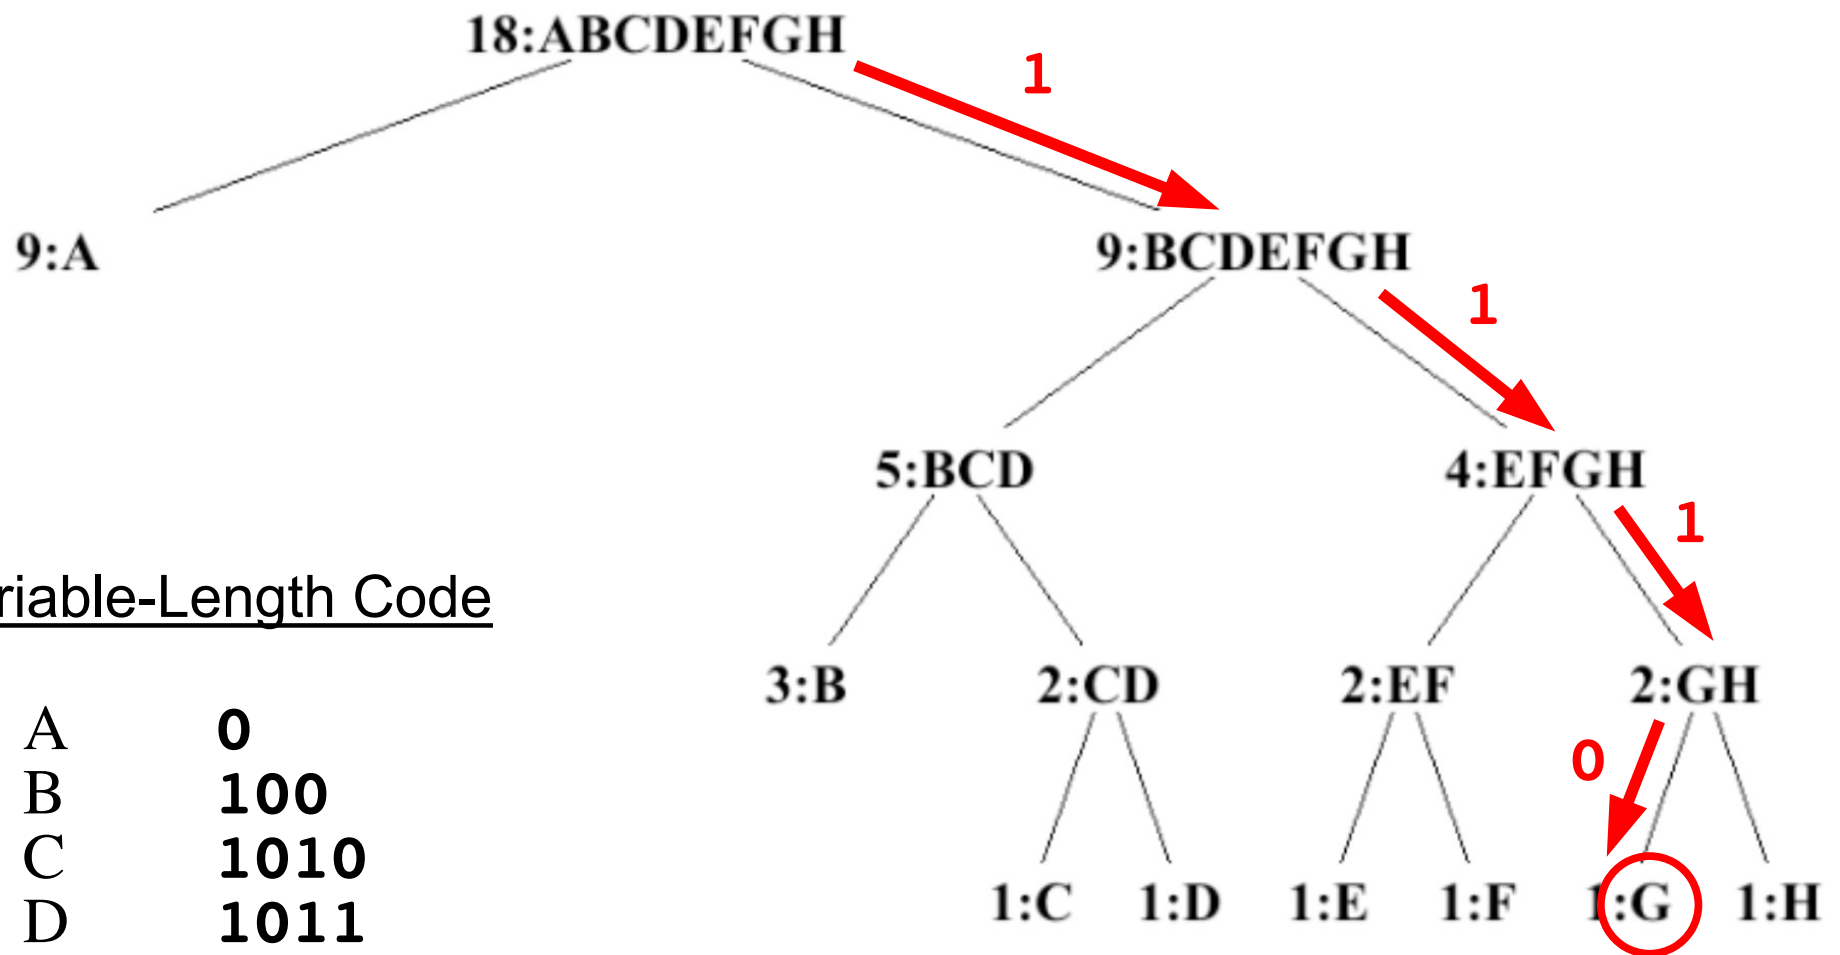 18:ABCDEFGH
1
9:A
9:BCDEFGH
1
5:BCD
4:EFGH
1
riable-Length Code
3:B
2:CD
2:EF
2:GH
A 0
0
B 100
C 1010
1:C
1:D
1:E
1:F
1:G
1:H
D 1011